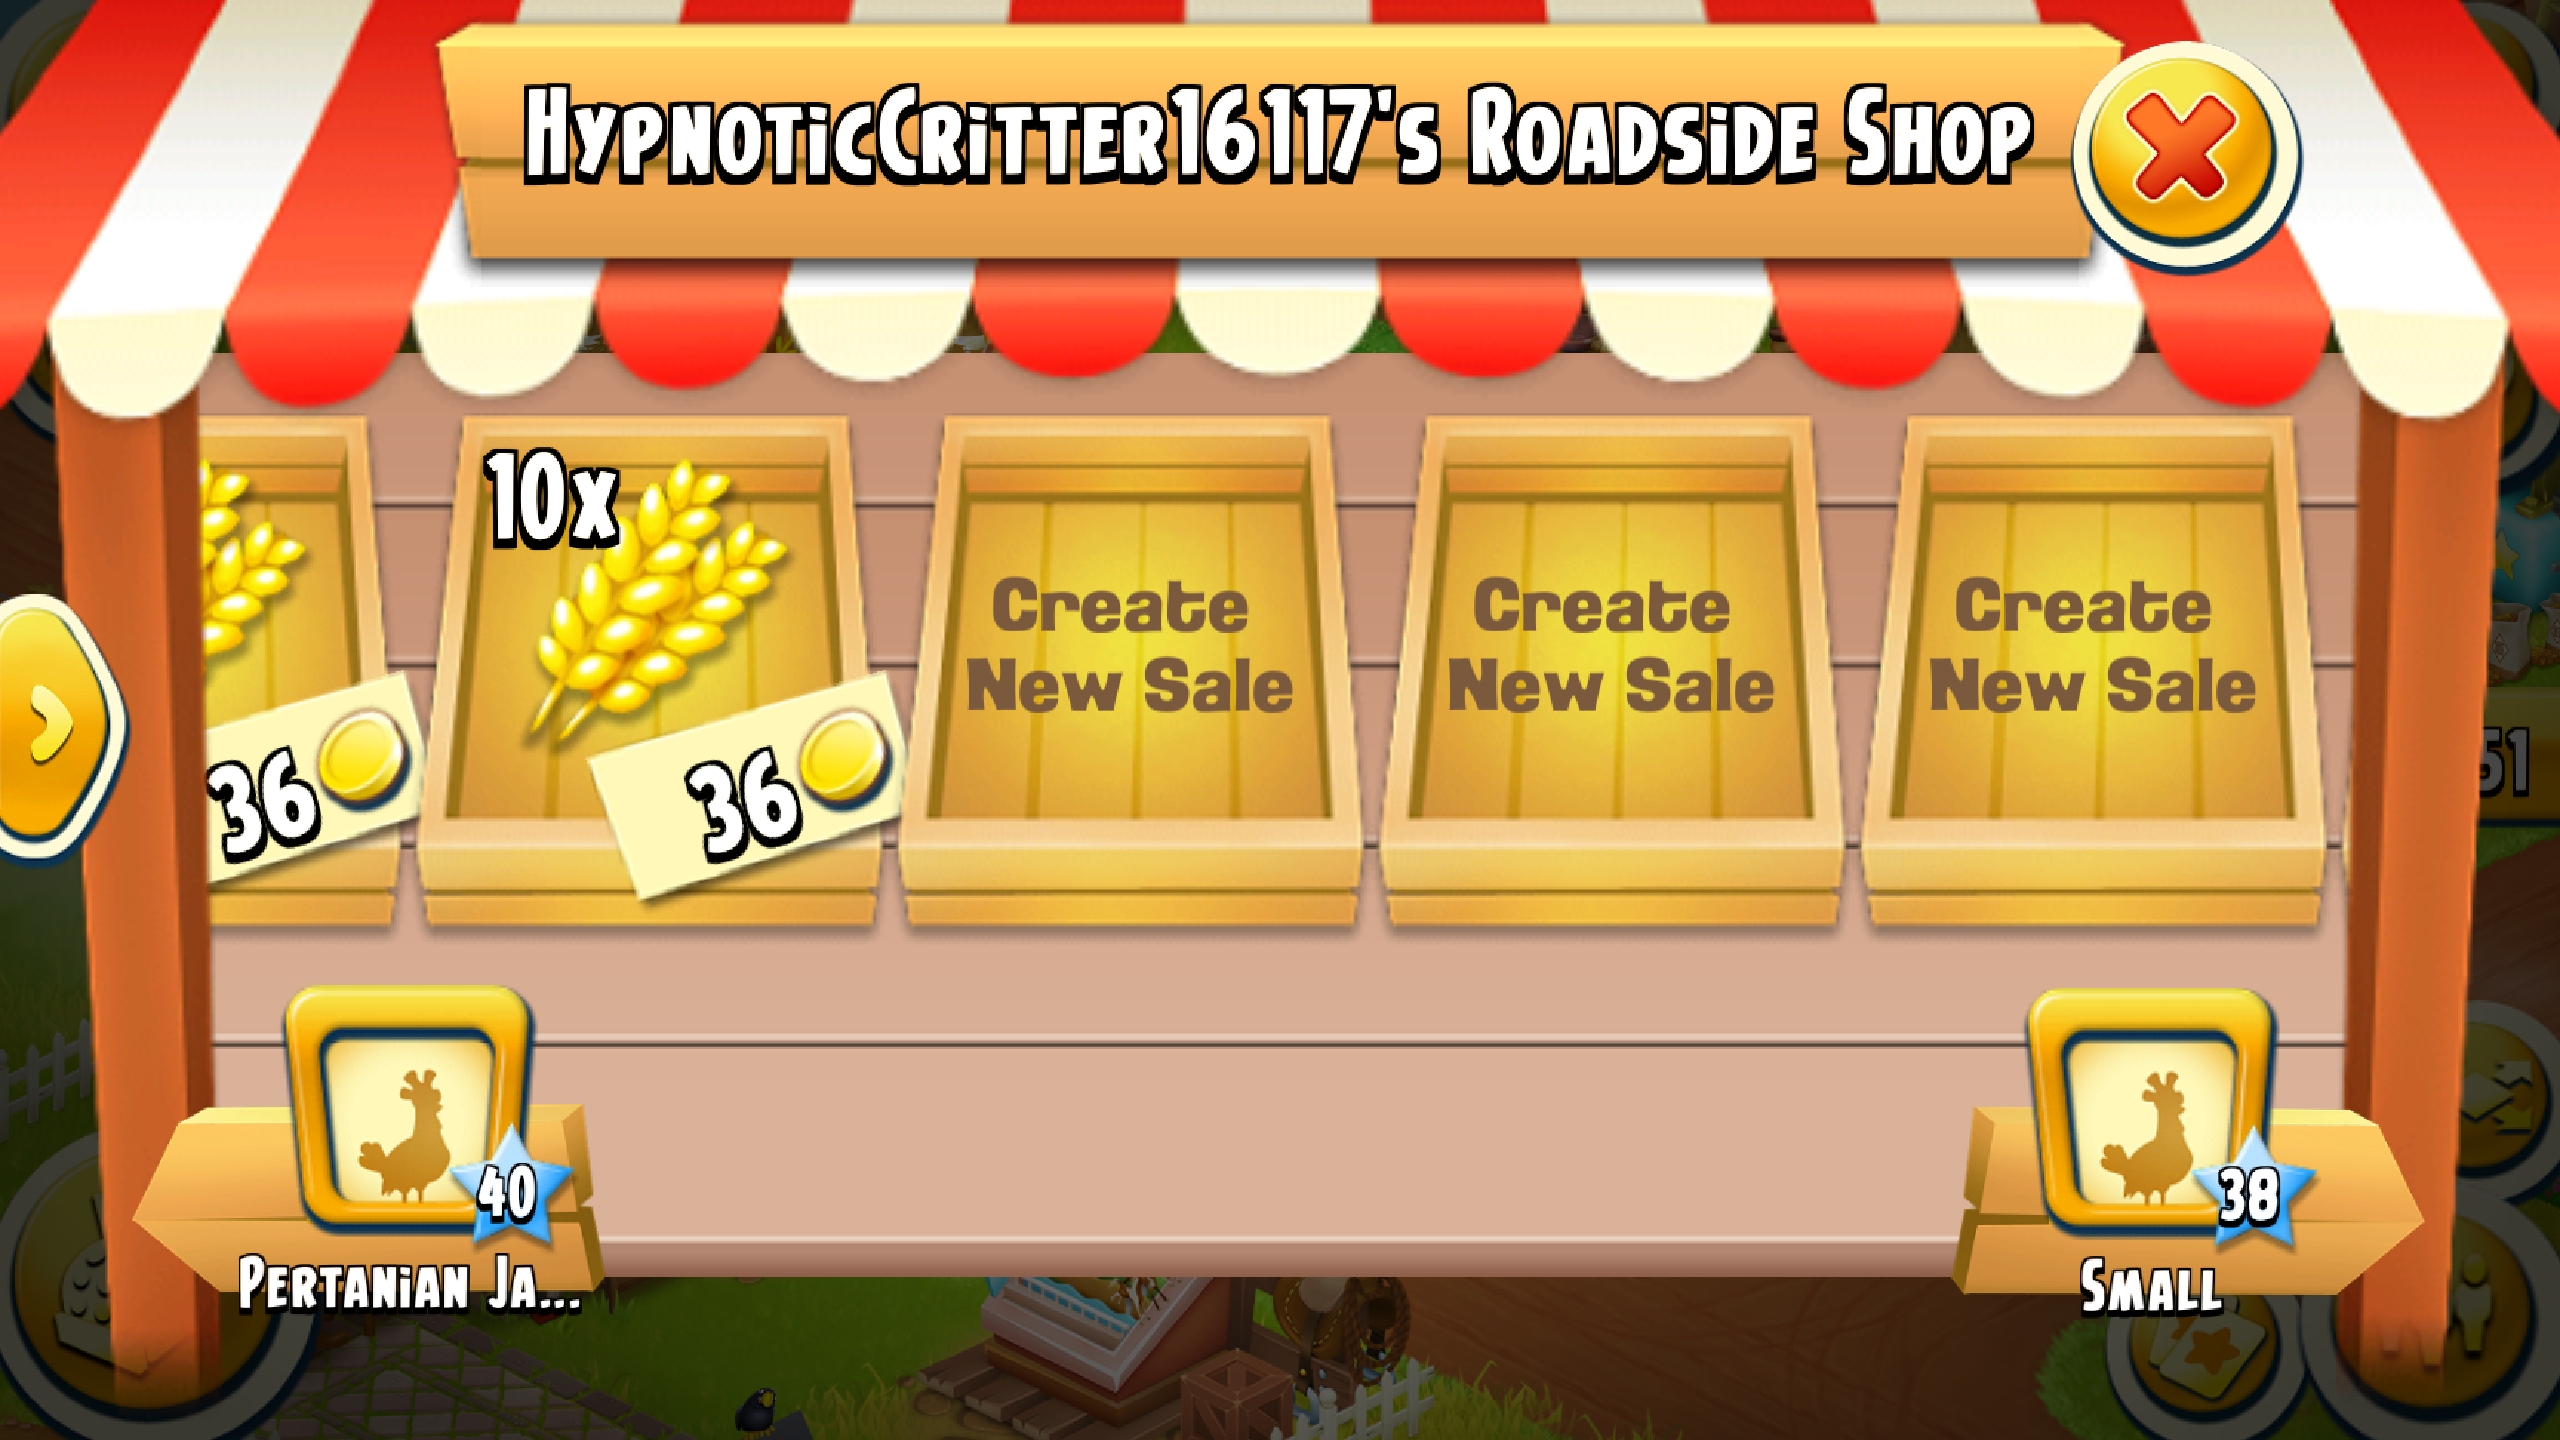 HypnoticCritter16117's Roadside Shop
10x
Create
New Sale
Create
New Sale
Create
New Sale
36
36
51
40
38
Pertanian Ja...
Small